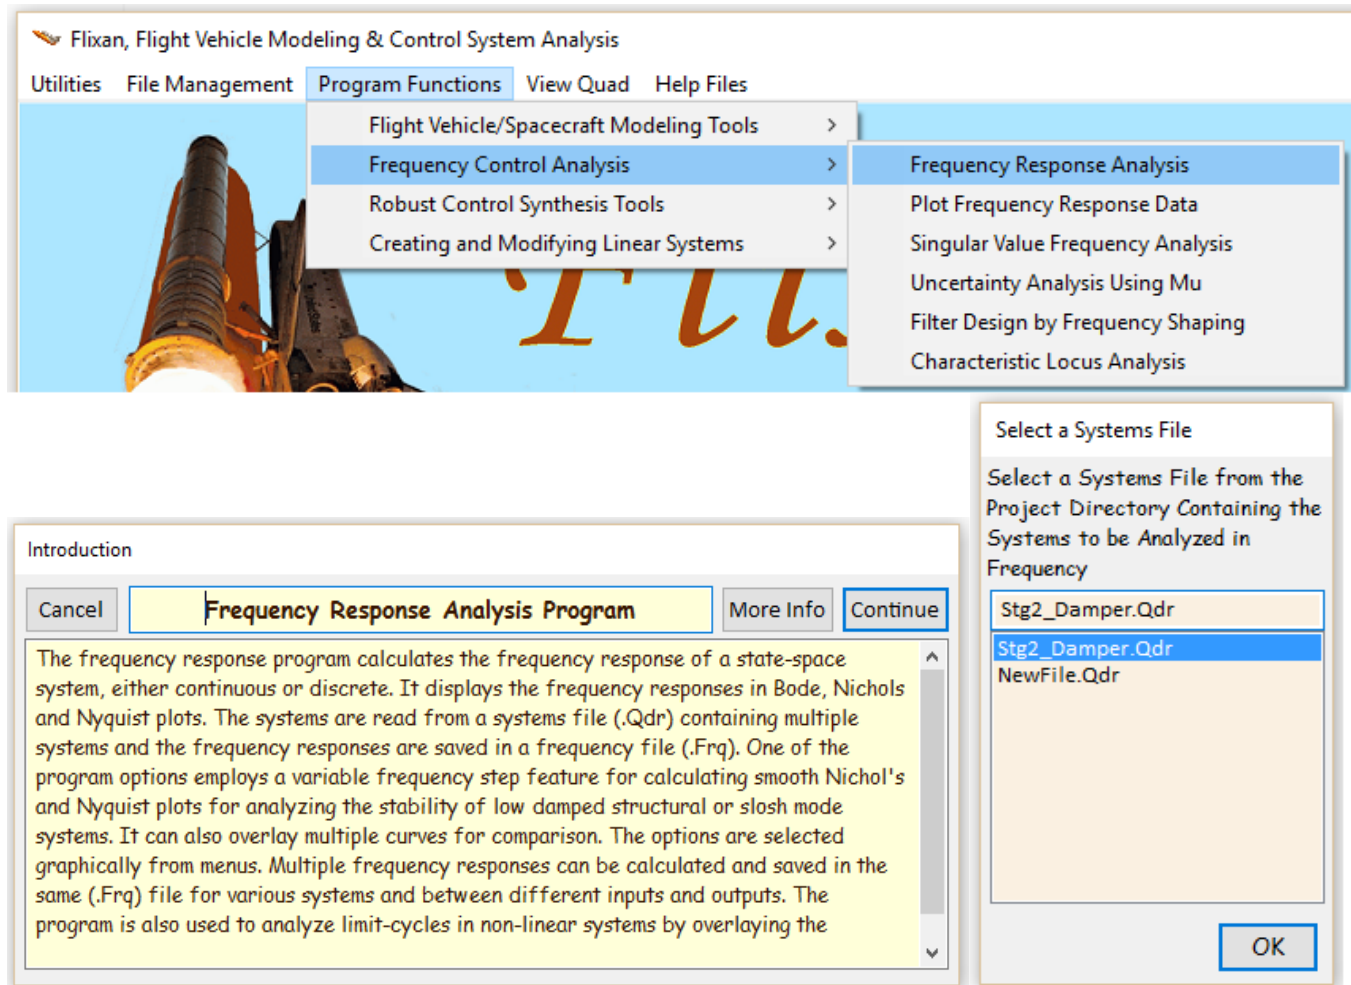 Flixan, Flight Vehicle Modeling & Control System Analysis
Utilities File Management Program Functions View Quad Help Files
Flight Vehicle/Spacecraft Modeling Tools >
Frequency Control Analysis >
Robust Control Synthesis Tools >
Creating and Modifying Linear Systems >
Frequency Response Analysis
Plot Frequency Response Data
Singular Value Frequency Analysis
Uncertainty Analysis Using Mu
Filter Design by Frequency Shaping
Characteristic Locus Analysis
Introduction
Cancel Frequency Response Analysis Program More Info Continue
The frequency response program calculates the frequency response of a state-space
system, either continuous or discrete. It displays the frequency responses in Bode, Nichols
and Nyquist plots. The systems are read from a systems file (.Qdr) containing multiple
systems and the frequency responses are saved in a frequency file (.Frq). One of the
program options employs a variable frequency step feature for calculating smooth Nichol's
and Nyquist plots for analyzing the stability of low damped structural or slosh mode
systems. It can also overlay multiple curves for comparison. The options are selected
graphically from menus. Multiple frequency responses can be calculated and saved in the
same (.Frq) file for various systems and between different inputs and outputs. The
program is also used to analyze limit-cycles in non-linear systems by overlaying the
Select a Systems File
Select a Systems File from the
Project Directory Containing the
Systems to be Analyzed in
Frequency
Stg2_Damper.Qdr
Stg2_Damper.Qdr
NewFile.Qdr
OK